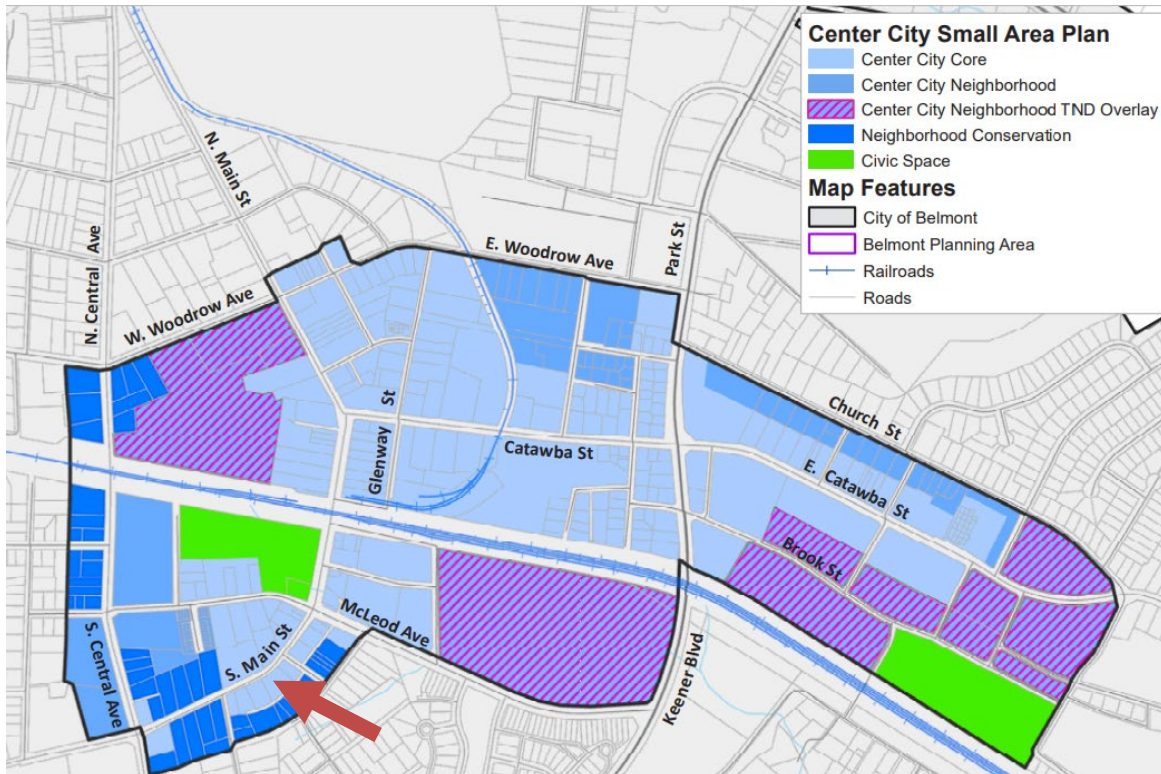 Center City Small Area Plan
Center City Core
Center City Neighborhood
Center City Neighborhood TND Overlay
Neighborhood Conservation
Civic Space
Map Features
City of Belmont
Belmont Planning Area
Railroads
Roads
N. Main St
N. Central Ave
W. Woodrow Ave
E. Woodrow Ave
Park St
Church St
Glenway St
Catawba St
E. Catawba St
Brook St
McLeod Ave
S. Main St
S. Central Ave
Keener Blvd